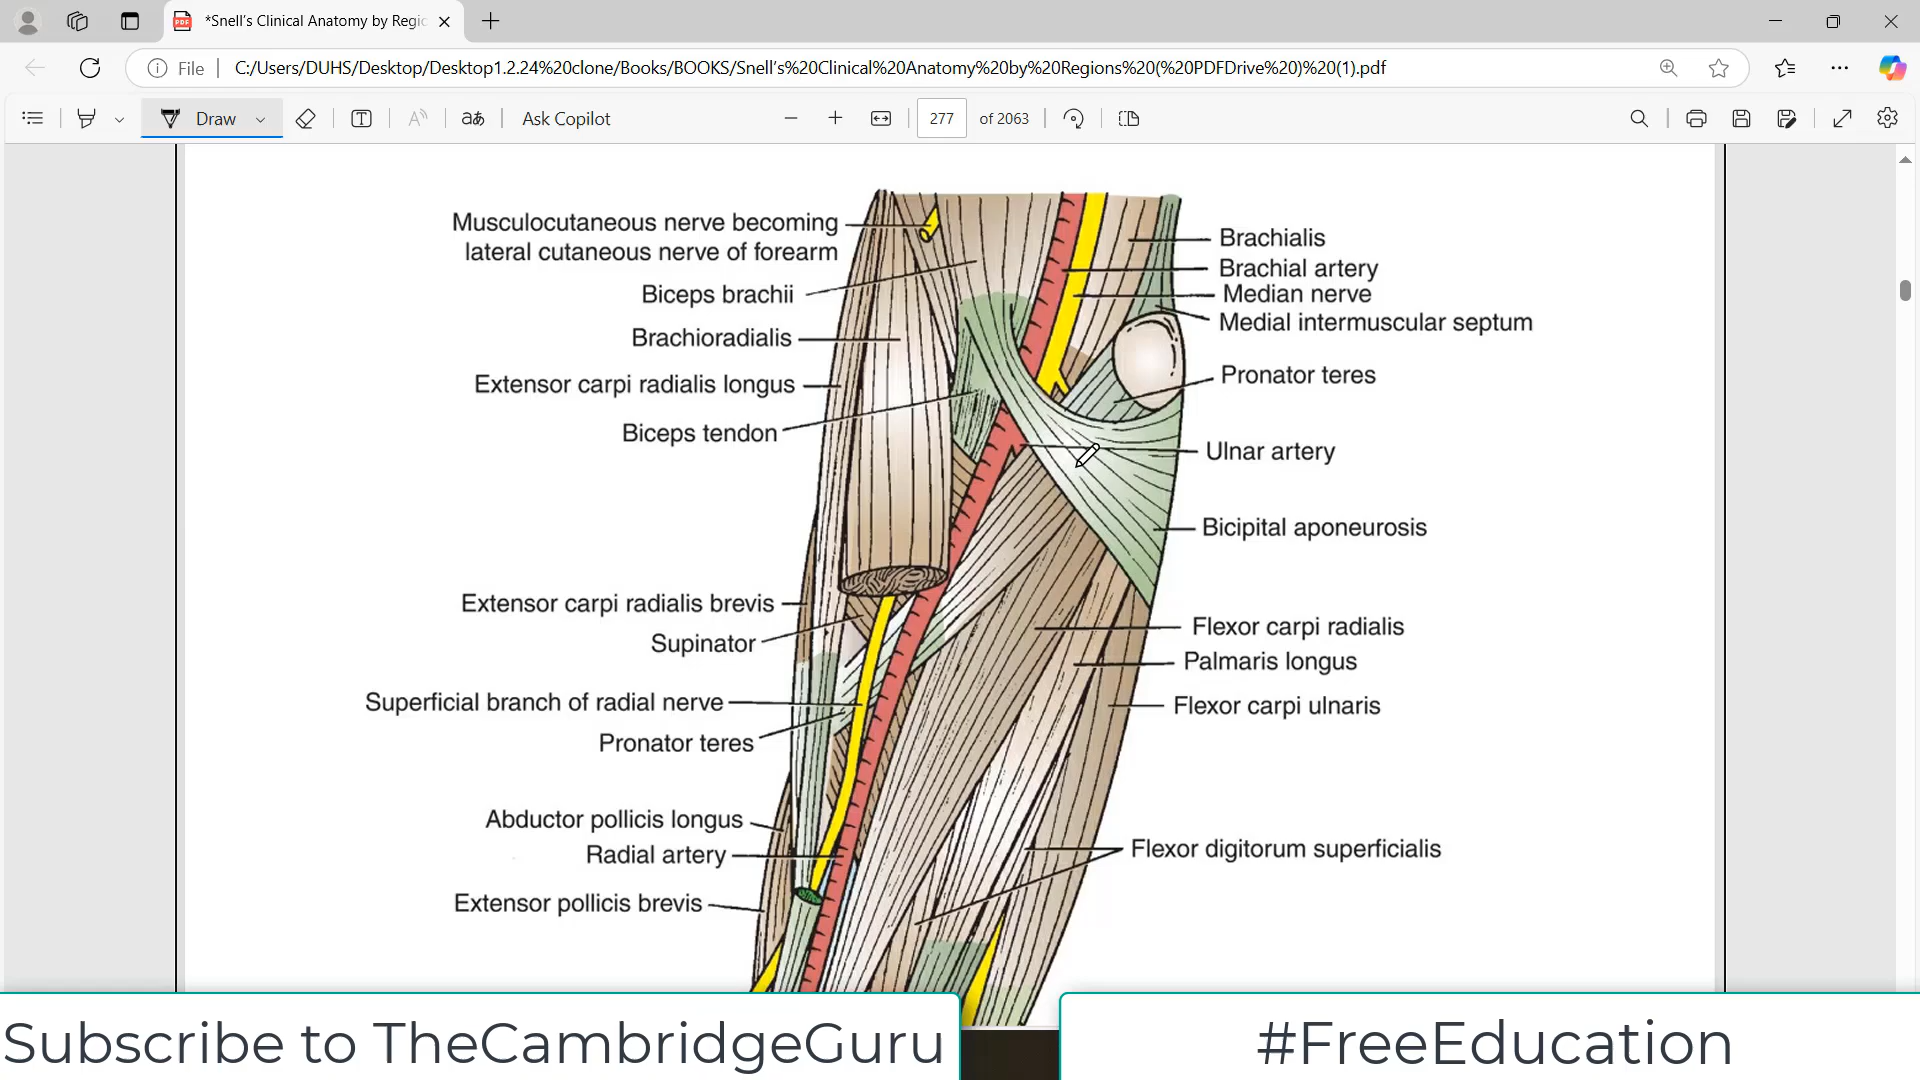 *Snell's Clinical Anatomy by Regic
File
C:/Users/DUHS/Desktop/Desktop1.2.24%20clone/Books/BOOKS/Snell's%20Clinical%20Anatomy%20by%20Regions%20(%20PDFDrive%20)%20(1).pdf
Draw
Ask Copilot
277 of 2063
Musculocutaneous nerve becoming
lateral cutaneous nerve of forearm
Biceps brachii
Brachioradialis
Extensor carpi radialis longus
Biceps tendon
Extensor carpi radialis brevis
Supinator
Superficial branch of radial nerve
Pronator teres
Abductor pollicis longus
Radial artery
Extensor pollicis brevis
Brachialis
Brachial artery
Median nerve
Medial intermuscular septum
Pronator teres
Ulnar artery
Bicipital aponeurosis
Flexor carpi radialis
Palmaris longus
Flexor carpi ulnaris
Flexor digitorum superficialis
Subscribe to TheCambridgeGuru
#FreeEducation